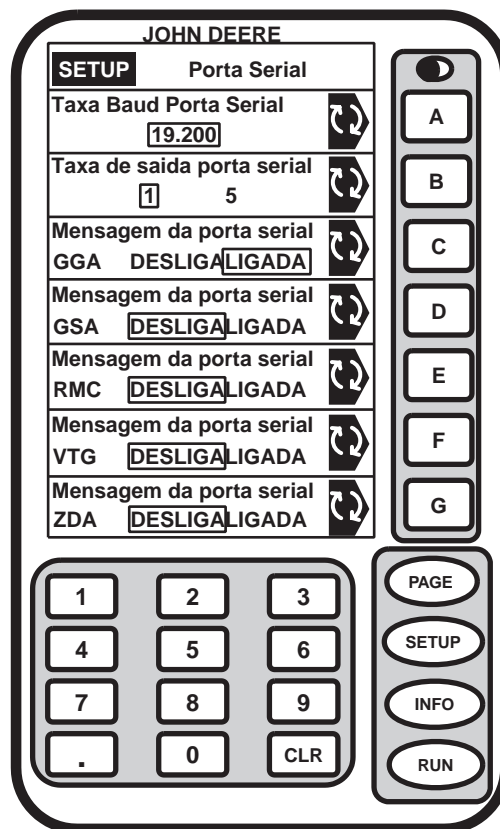 JOHN DEERE
SETUP Porta Serial
Taxa Baud Porta Serial
19.200
Taxa de saida porta serial
1 5
Mensagem da porta serial
GGA DESLIGA LIGADA
Mensagem da porta serial
GSA DESLIGA LIGADA
Mensagem da porta serial
RMC DESLIGA LIGADA
Mensagem da porta serial
VTG DESLIGA LIGADA
Mensagem da porta serial
ZDA DESLIGA LIGADA
A
B
C
D
E
F
G
1 2 3
4 5 6
7 8 9
. 0 CLR
PAGE
SETUP
INFO
RUN